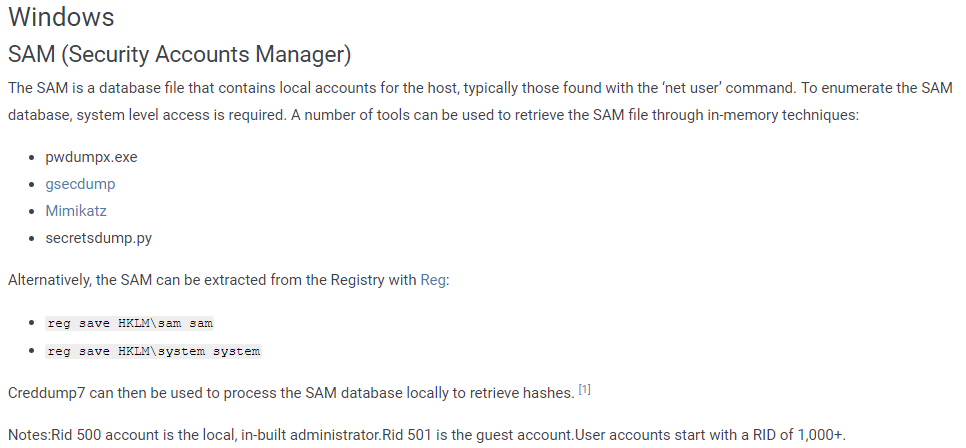 Windows
SAM (Security Accounts Manager)
The SAM is a database file that contains local accounts for the host, typically those found with the ‘net user’ command. To enumerate the SAM
database, system level access is required. A number of tools can be used to retrieve the SAM file through in-memory techniques:
• pwdumpx.exe
• gsecdump
• Mimikatz
• secretsdump.py
Alternatively, the SAM can be extracted from the Registry with Reg:
• reg save HKLM\sam sam
• reg save HKLM\system system
Creddump7 can then be used to process the SAM database locally to retrieve hashes. [1]
Notes:Rid 500 account is the local, in-built administrator.Rid 501 is the guest account.User accounts start with a RID of 1,000+.